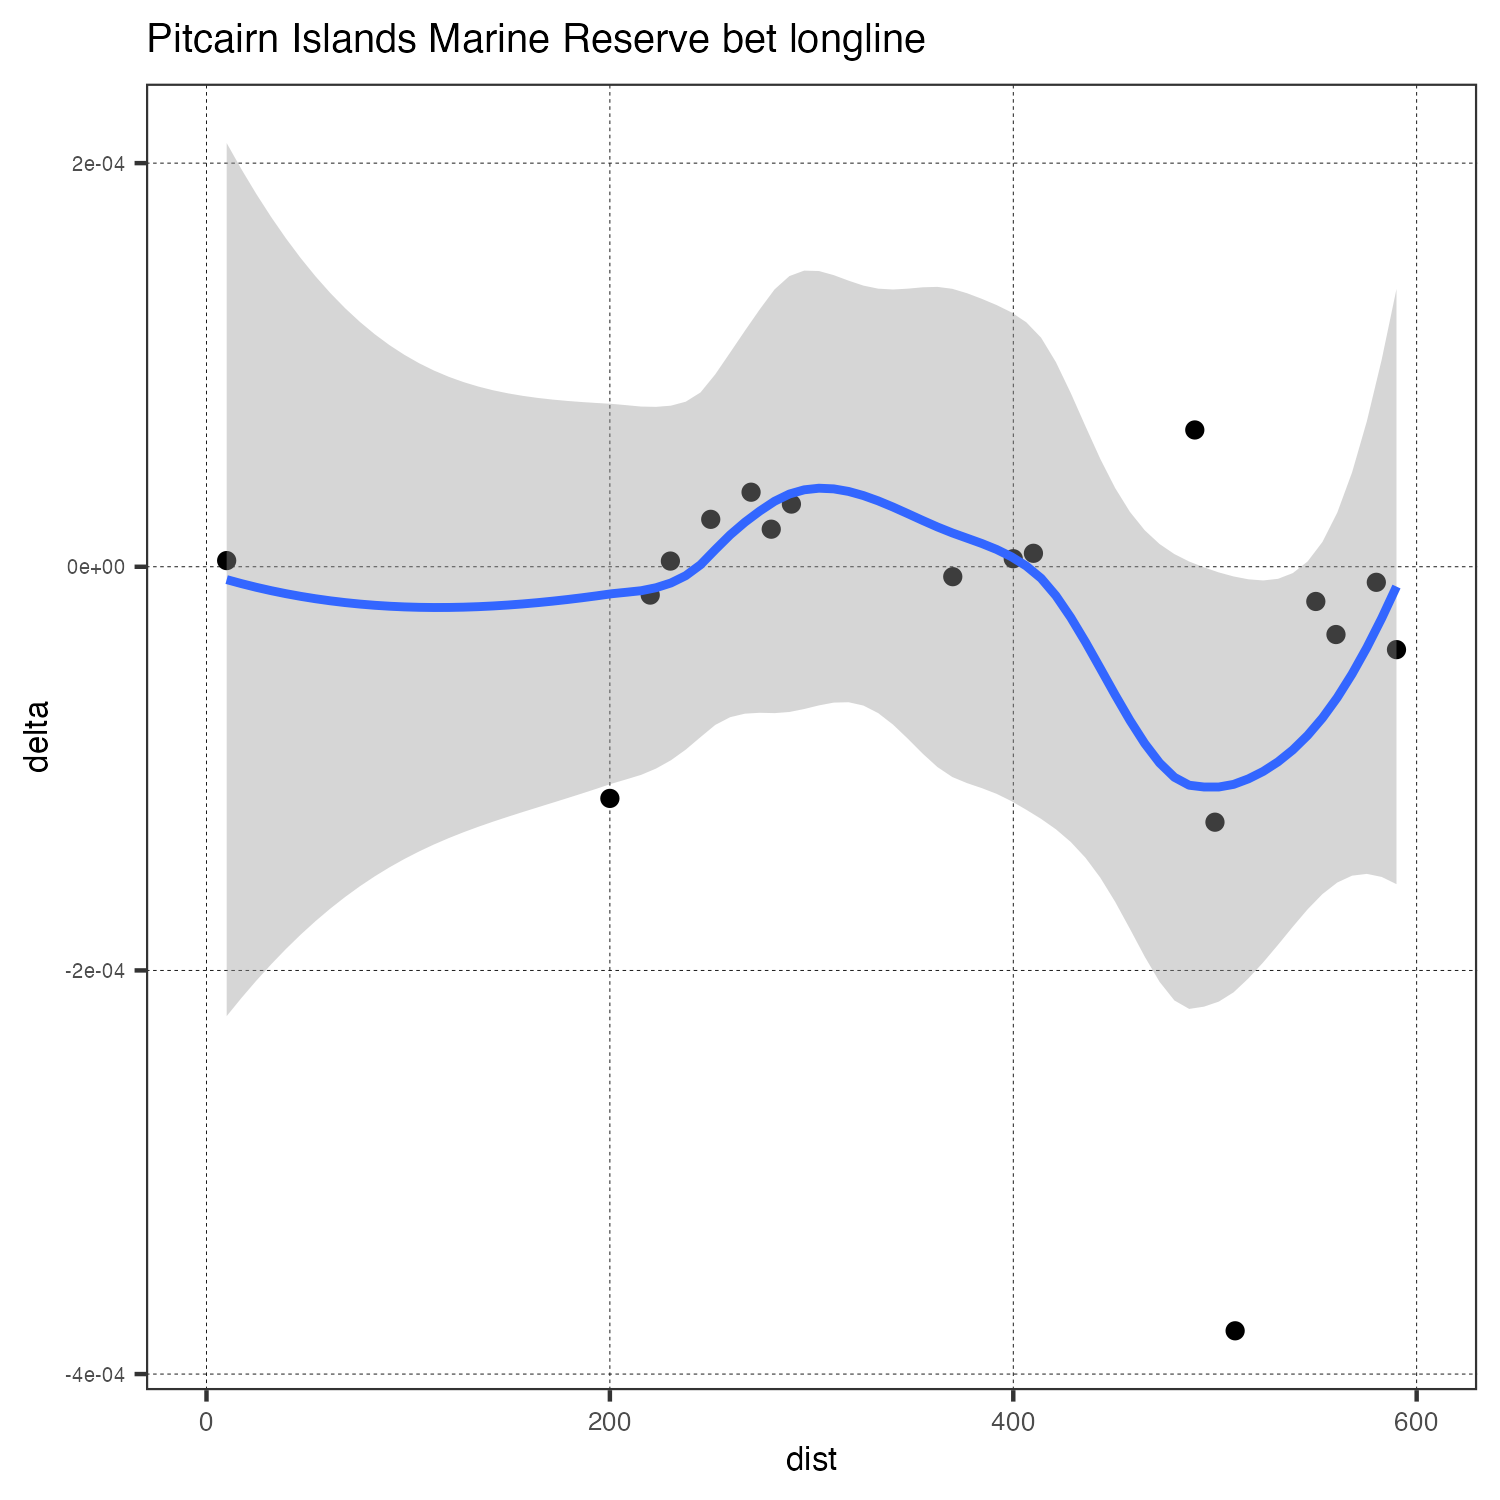 Pitcairn Islands Marine Reserve bet longline
2e-04
0e+00
-2e-04
-4e-04
delta
0
200
400
600
dist